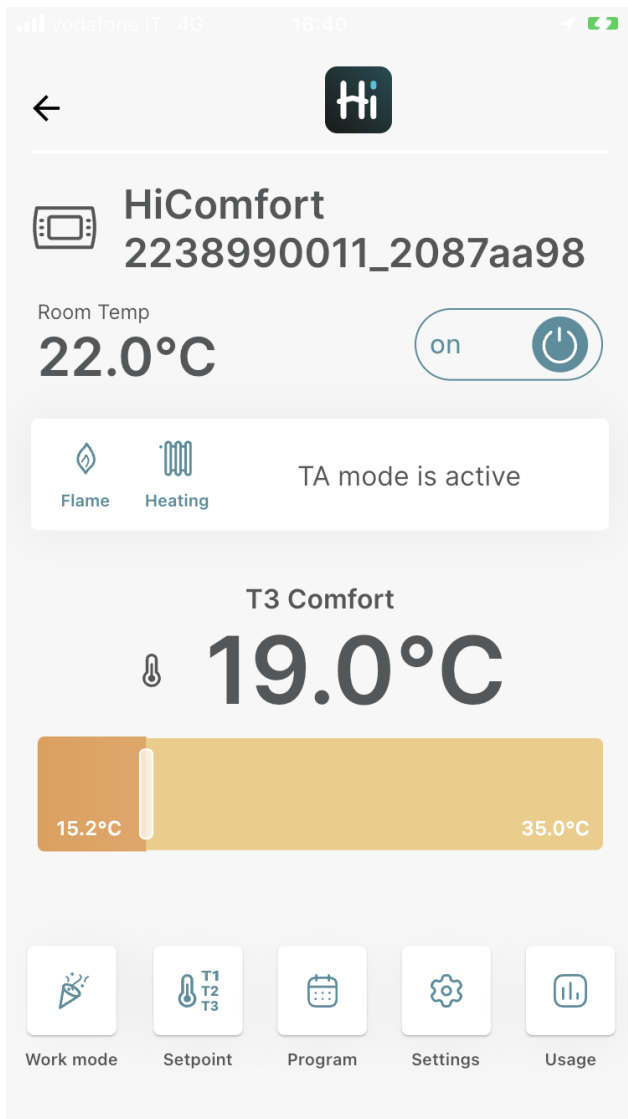 vodafone IT 4G 16:40
Hi
HiComfort
2238990011_2087aa98
Room Temp
22.0°C
on
Flame
Heating
TA mode is active
T3 Comfort
19.0°C
15.2°C
35.0°C
T1
T2
T3
Work mode
Setpoint
Program
Settings
Usage